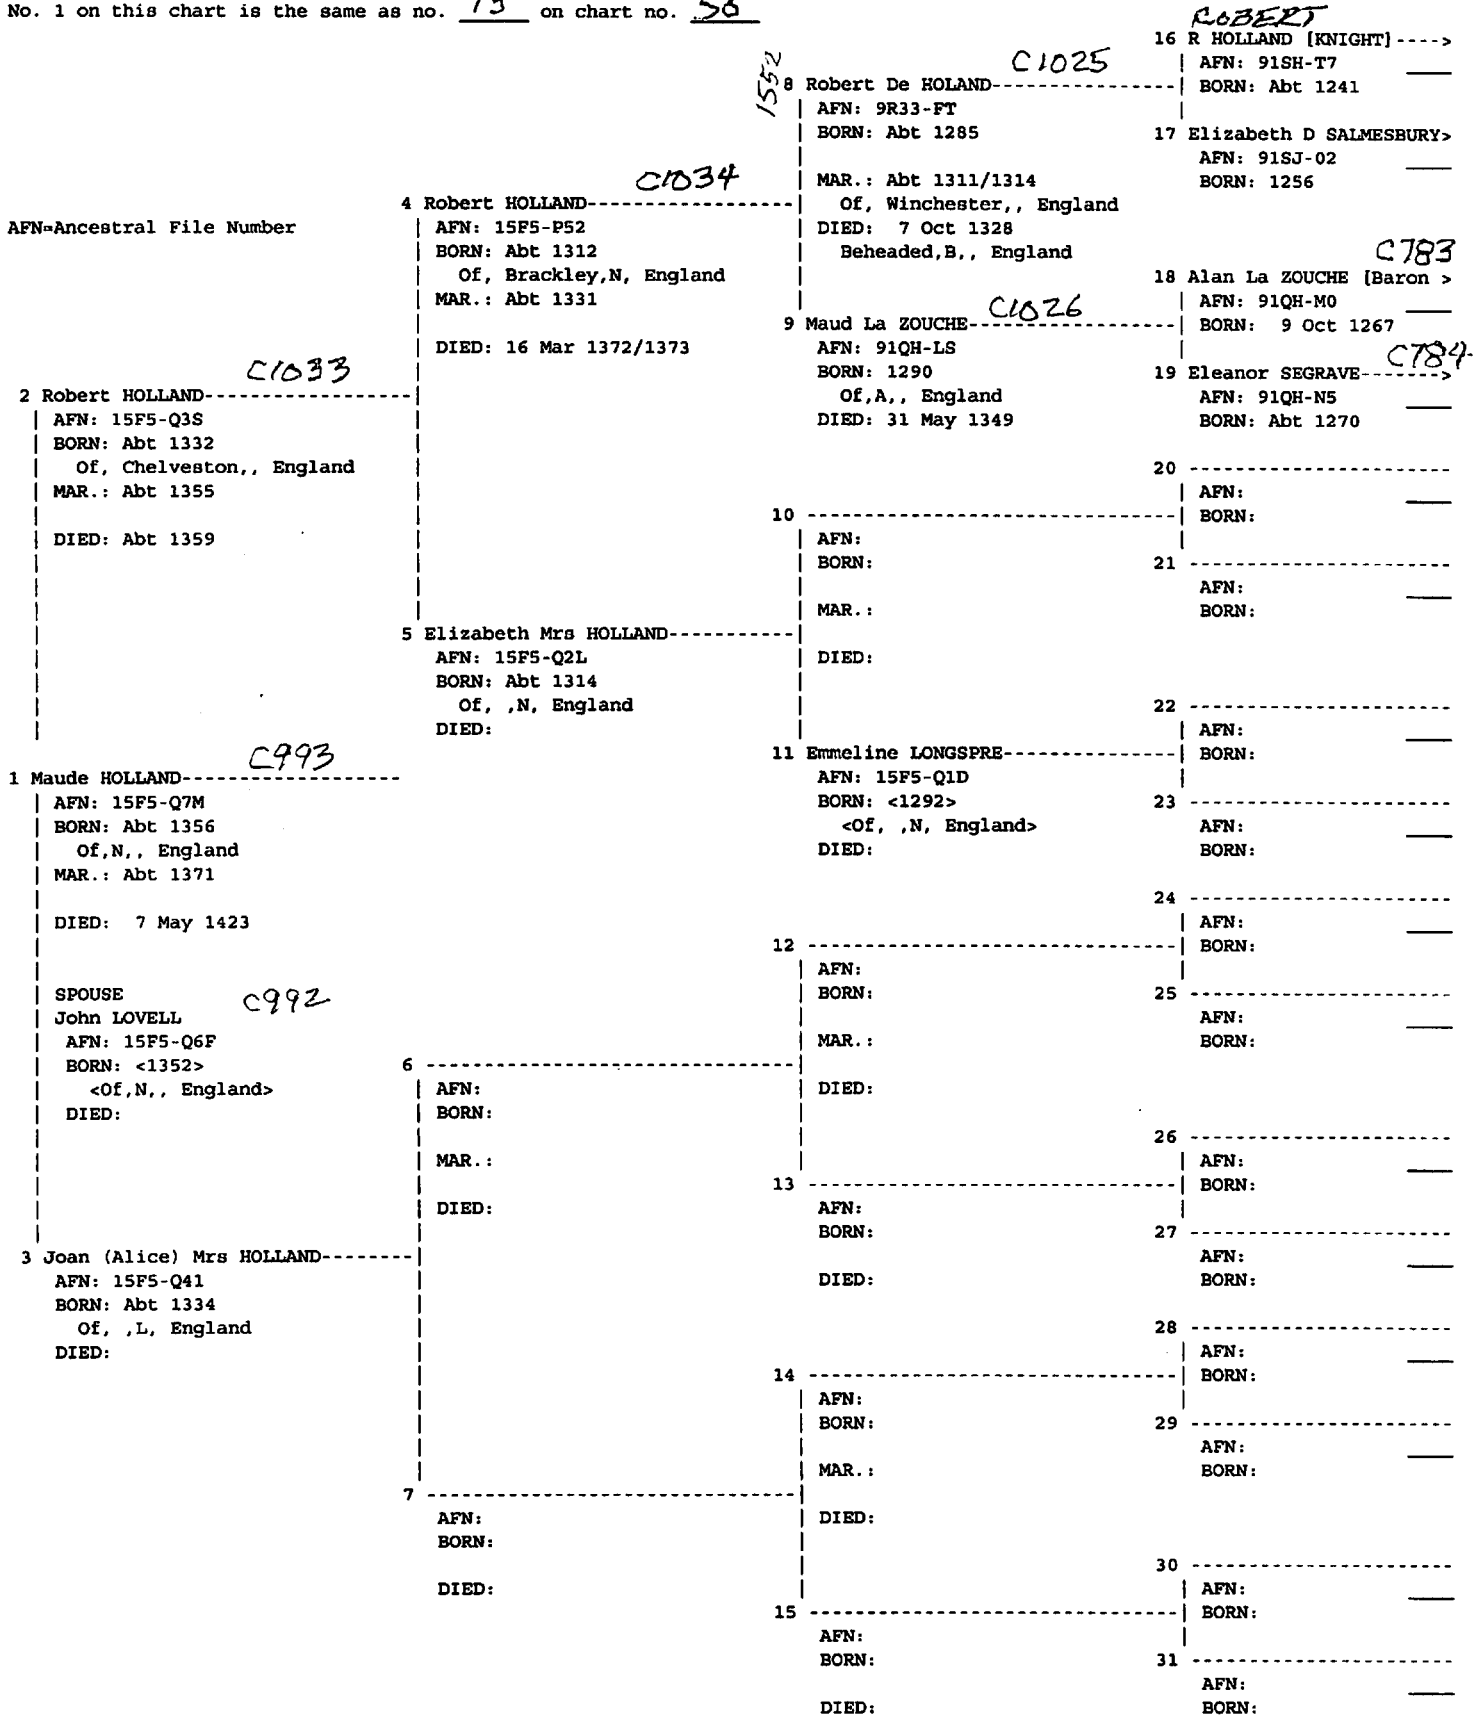 No. 1 on this chart is the same as no. on chart no.
ROBERT
16 R HOLLAND [KNIGHT]---->
AFN: 91SH-T7
BORN: Abt 1241
C1025
1552
8 Robert De HOLAND---------------
AFN: 9R33-FT
BORN: Abt 1285
17 Elizabeth D SALMESBURY>
AFN: 91SJ-02
BORN: 1256
MAR.: Abt 1311/1314
Of, Winchester,, England
DIED: 7 Oct 1328
Beheaded,B,, England
C1034
4 Robert HOLLAND-----------------
AFN=Ancestral File Number
AFN: 15F5-P52
BORN: Abt 1312
Of, Brackley,N, England
MAR.: Abt 1331
DIED: 16 Mar 1372/1373
C783
18 Alan La ZOUCHE [Baron >
AFN: 91QH-M0
BORN: 9 Oct 1267
C1026
9 Maud La ZOUCHE-----------------
AFN: 91QH-LS
BORN: 1290
Of,A,, England
DIED: 31 May 1349
C784
19 Eleanor SEGRAVE------->
AFN: 91QH-N5
BORN: Abt 1270
C1033
2 Robert HOLLAND-----------------
AFN: 15F5-Q3S
BORN: Abt 1332
Of, Chelveston,, England
MAR.: Abt 1355
DIED: Abt 1359
20 ----------------------
AFN:
BORN:
10 -------------------------------
AFN:
BORN:
MAR.:
DIED:
21 ----------------------
AFN:
BORN:
5 Elizabeth Mrs HOLLAND-----------
AFN: 15F5-Q2L
BORN: Abt 1314
Of, ,N, England
DIED:
22 ----------------------
AFN:
BORN:
11 Emmeline LONGSPRE---------------
AFN: 15F5-Q1D
BORN: <1292>
<Of, ,N, England>
DIED:
23 ----------------------
AFN:
BORN:
C993
1 Maude HOLLAND------------------
AFN: 15F5-Q7M
BORN: Abt 1356
Of,N,, England
MAR.: Abt 1371
DIED: 7 May 1423
SPOUSE C992
John LOVELL
AFN: 15F5-Q6F
BORN: <1352>
<Of,N,, England>
DIED:
24 ----------------------
AFN:
BORN:
12 -------------------------------
AFN:
BORN:
MAR.:
DIED:
25 ----------------------
AFN:
BORN:
6 -------------------------------
AFN:
BORN:
MAR.:
DIED:
26 ----------------------
AFN:
BORN:
13 -------------------------------
AFN:
BORN:
DIED:
27 ----------------------
AFN:
BORN:
3 Joan (Alice) Mrs HOLLAND--------
AFN: 15F5-Q41
BORN: Abt 1334
Of, ,L, England
DIED:
28 ----------------------
AFN:
BORN:
14 -------------------------------
AFN:
BORN:
MAR.:
DIED:
29 ----------------------
AFN:
BORN:
7 -------------------------------
AFN:
BORN:
DIED:
30 ----------------------
AFN:
BORN:
15 -------------------------------
AFN:
BORN:
DIED:
31 ----------------------
AFN:
BORN: